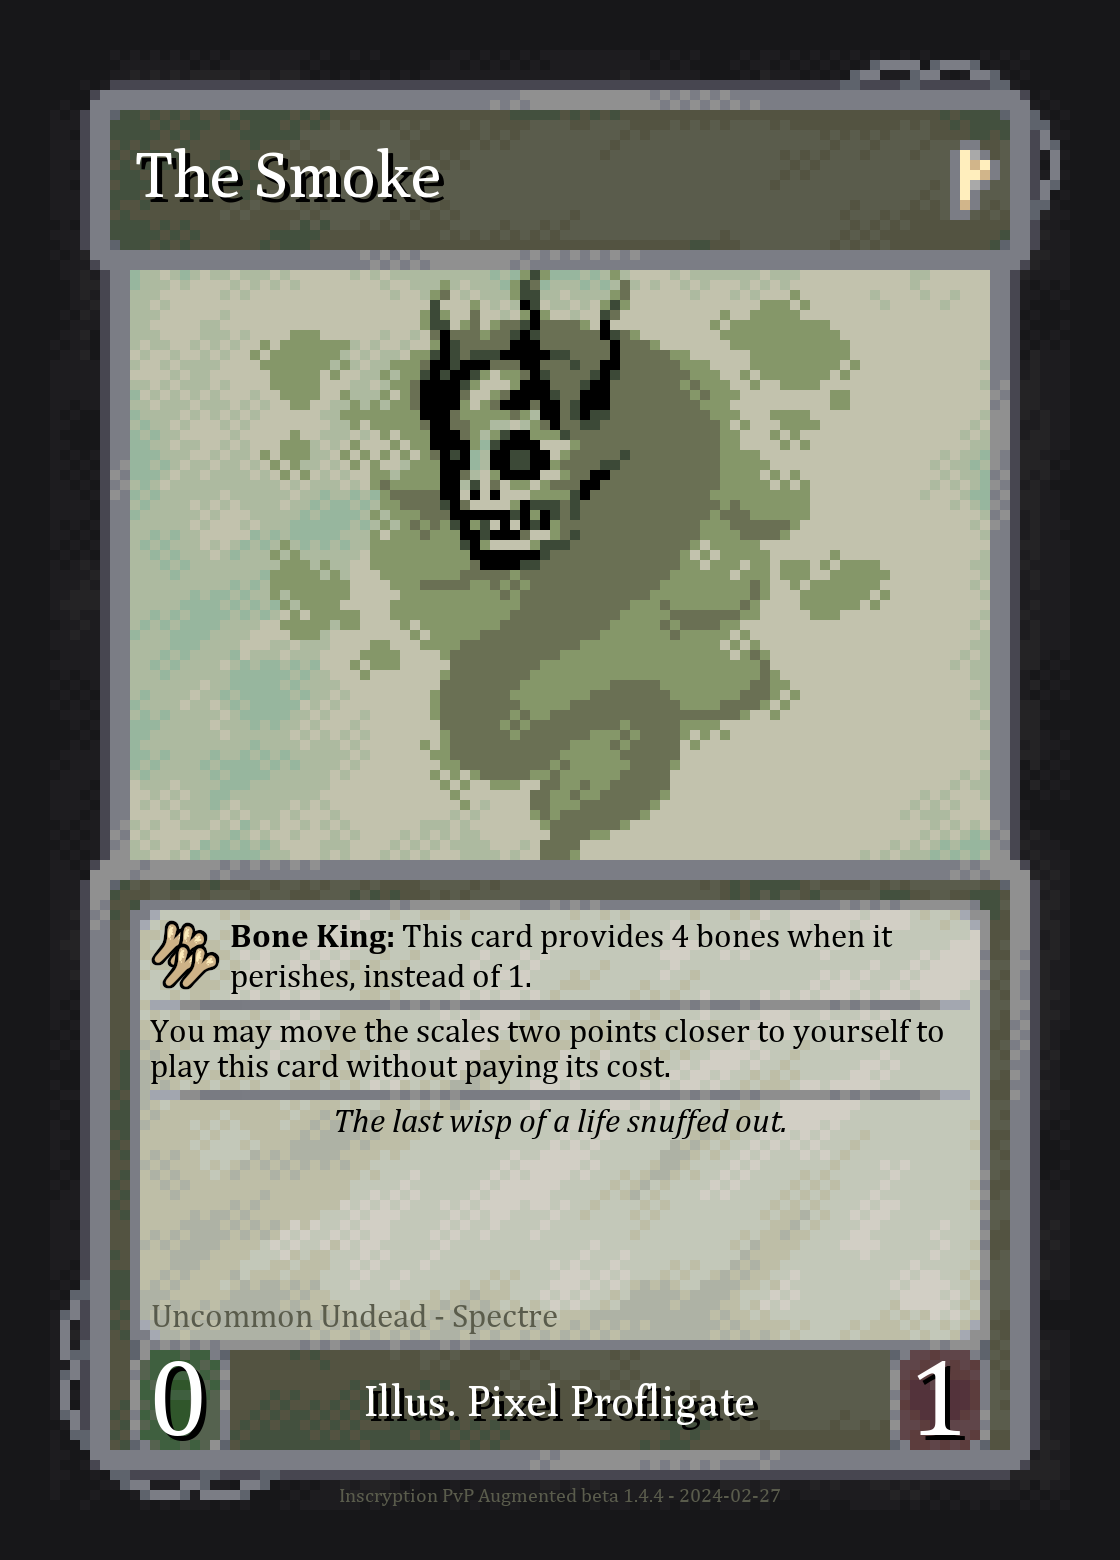 The Smoke
Bone King: This card provides 4 bones when it
perishes, instead of 1.
You may move the scales two points closer to yourself to
play this card without paying its cost.
The last wisp of a life snuffed out.
Uncommon Undead - Spectre
0
Illus. Pixel Profligate
1
Inscryption PvP Augmented beta 1.4.4 - 2024-02-27